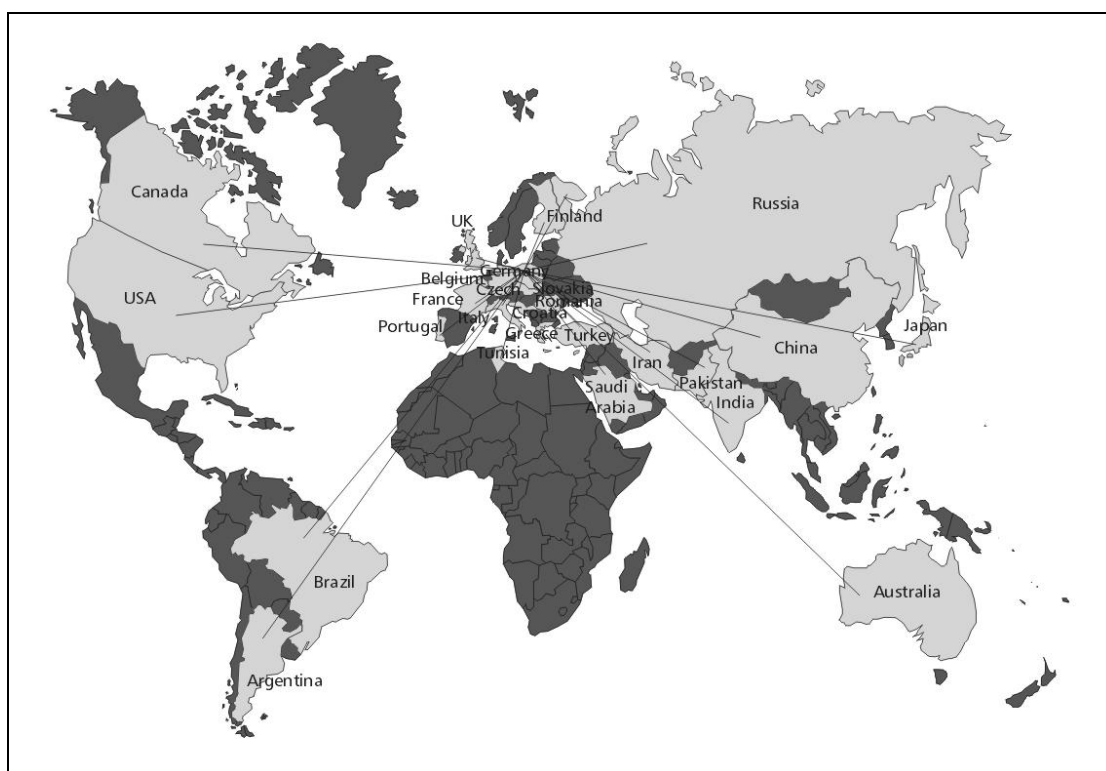 Canada
Russia
UK
Finland
Belgiunt
Germany
Czech
Slovakia
USA
France
Romania
Italy
Croatia
Portugal
Greece
Turkey
Japan
China
Tunisia
Iran
Pakistan
Saudi
Arabia
India
Brazil
Australia
Argentina